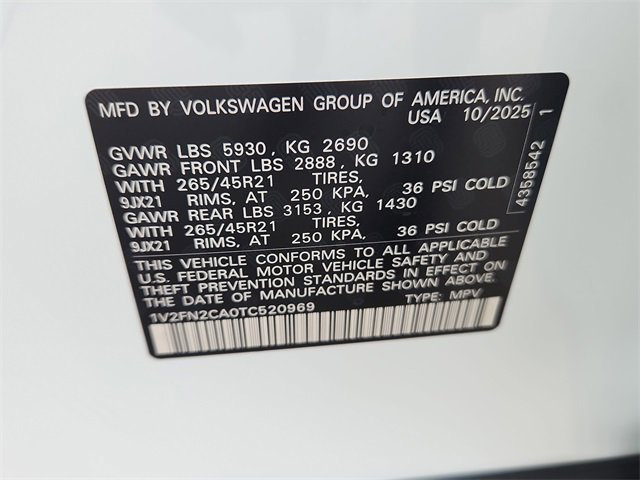 MFD BY VOLKSWAGEN GROUP OF AMERICA, INC.
USA 10/2025
GVWR LBS 5930, KG 2690
GAWR FRONT LBS 2888, KG 1310
WITH 265/45R21 TIRES,
9JX21 RIMS, AT 250 KPA, 36 PSI COLD
GAWR REAR LBS 3153, KG 1430
WITH 265/45R21 TIRES,
9JX21 RIMS, AT 250 KPA, 36 PSI COLD
THIS VEHICLE CONFORMS TO ALL APPLICABLE
U.S. FEDERAL MOTOR VEHICLE SAFETY AND
THEFT PREVENTION STANDARDS IN EFFECT ON
THE DATE OF MANUFACTURE SHOWN ABOVE.
1V2FN2CA0TC520969 TYPE: MPV
4358542 1